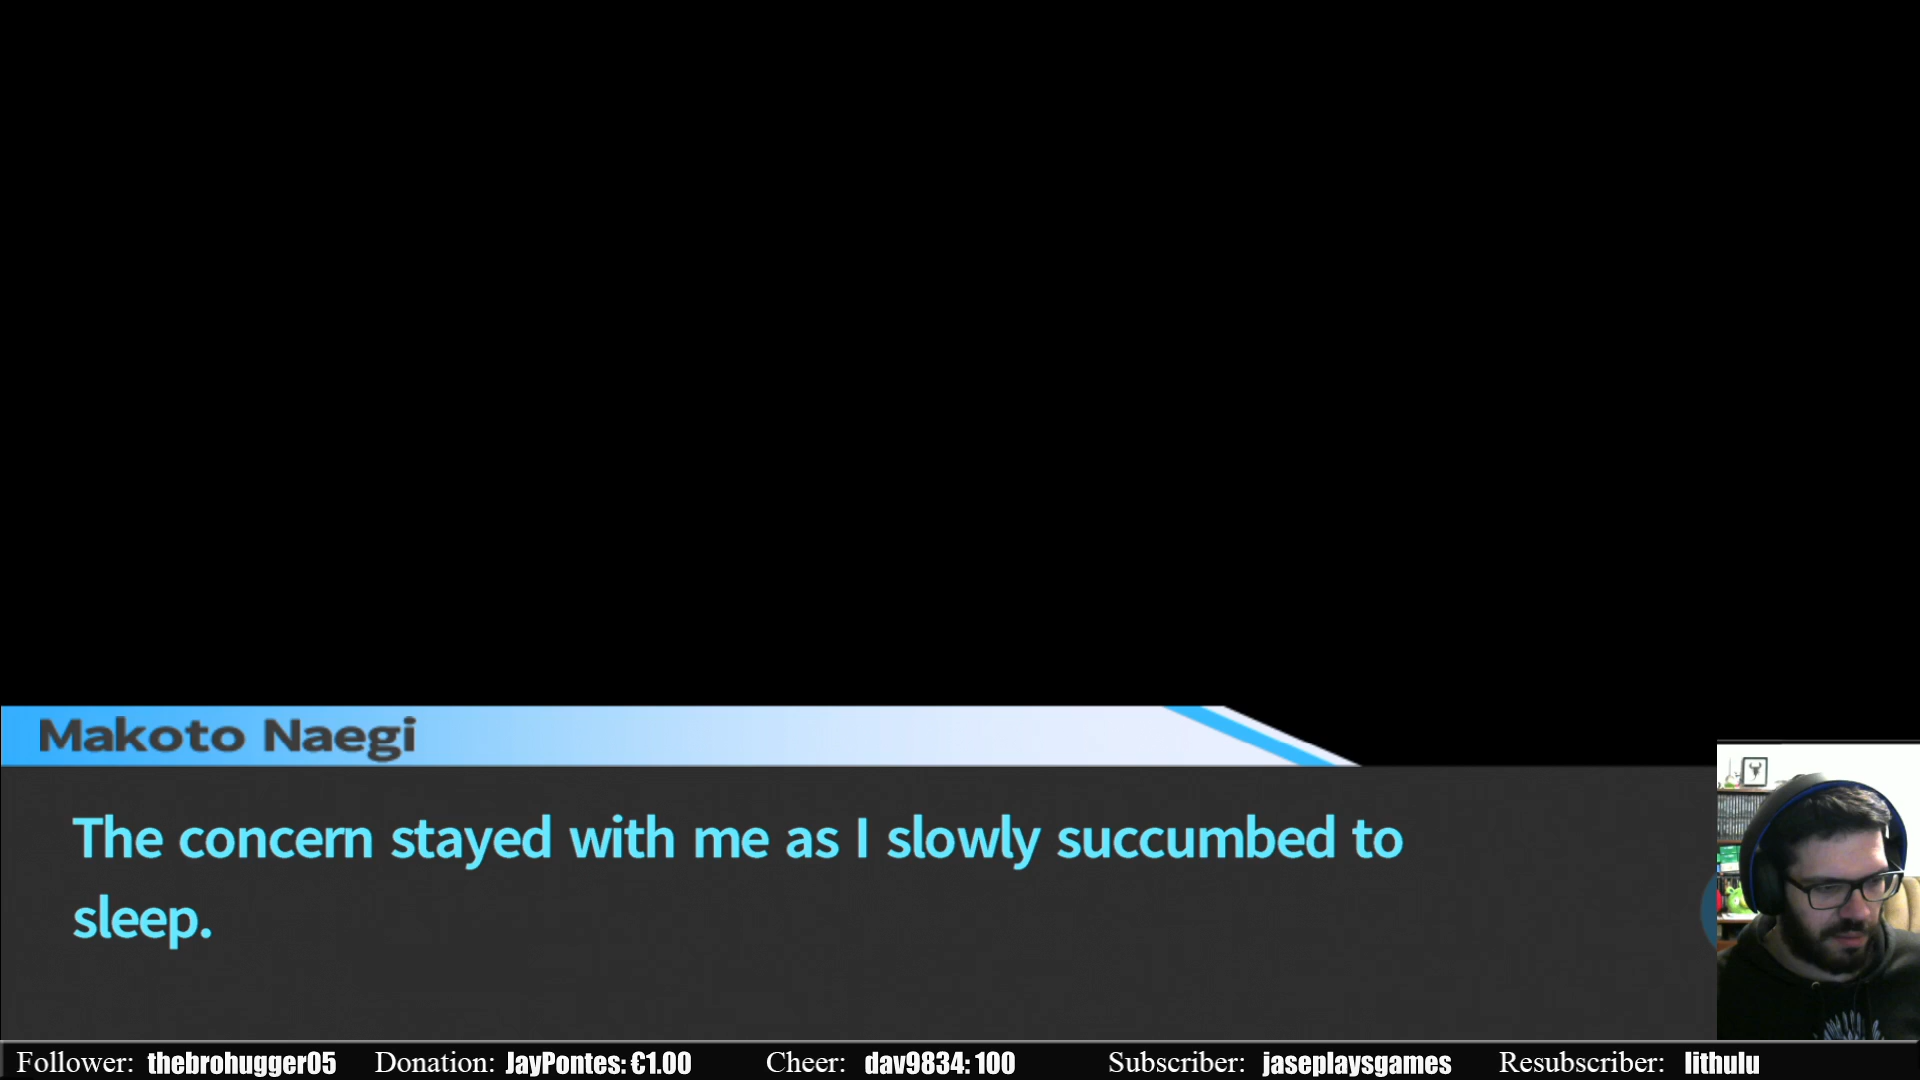 Makoto Naegi
The concern stayed with me as I slowly succumbed to
sleep.
Follower: thebrohugger05 Donation: JayPontes: €1.00 Cheer: dav9834: 100 Subscriber: jaseplaysgames Resubscriber: lithulu